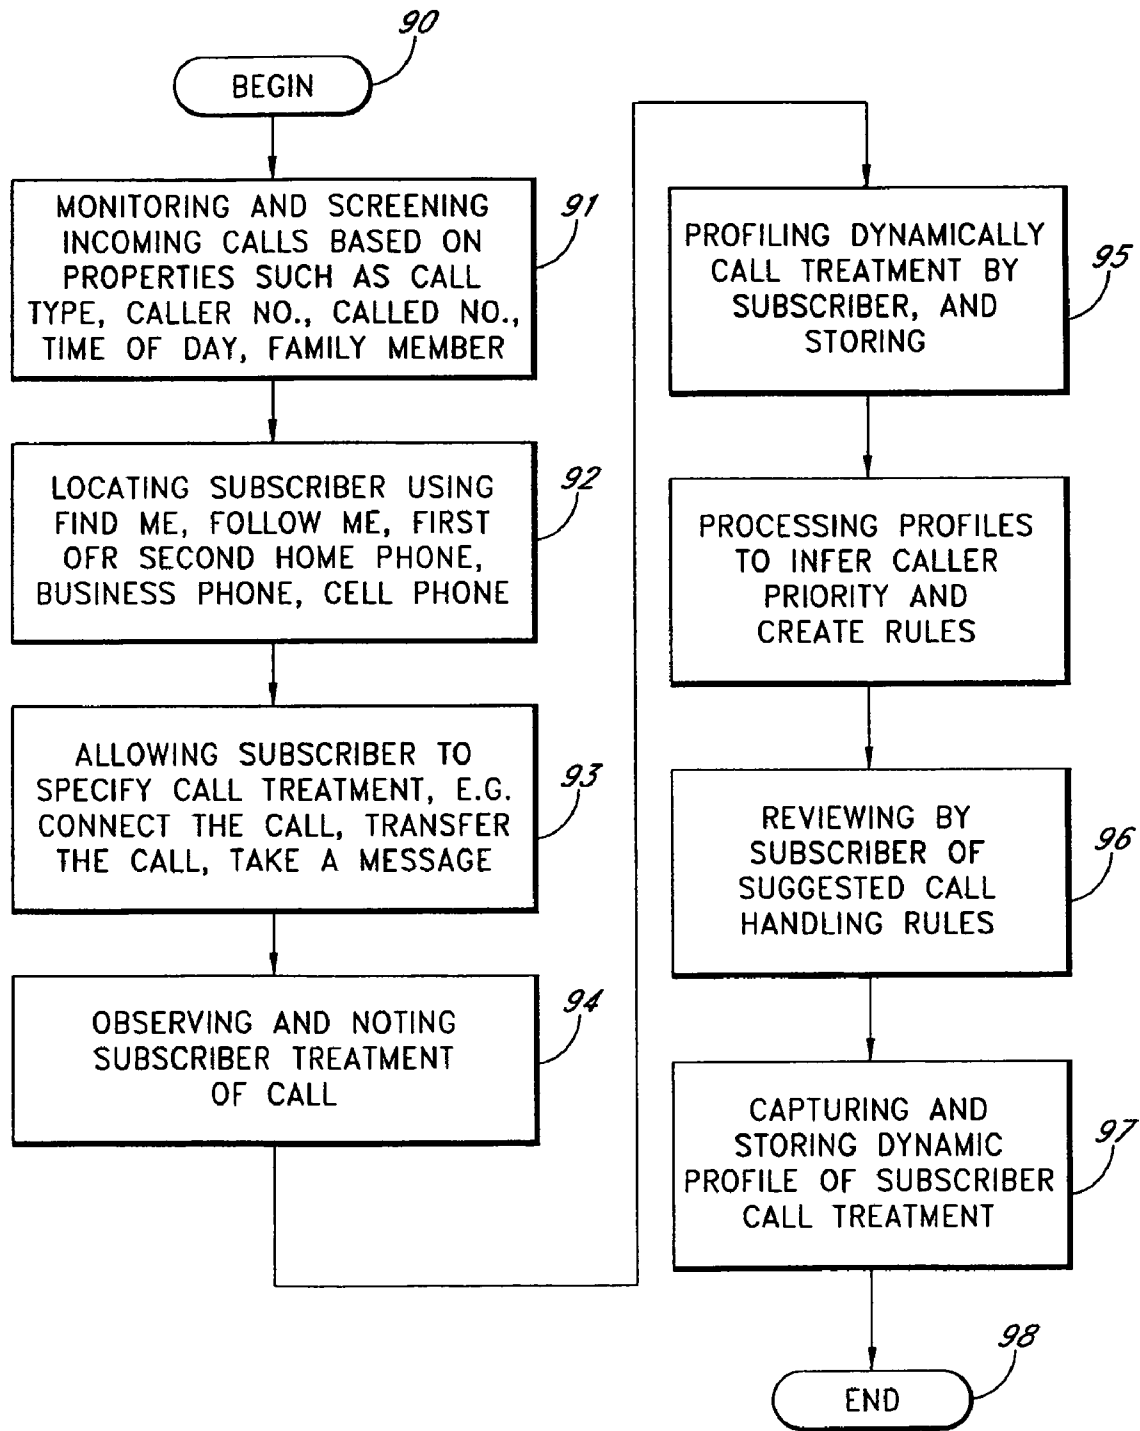 90
BEGIN
MONITORING AND SCREENING
INCOMING CALLS BASED ON
PROPERTIES SUCH AS CALL
TYPE, CALLER NO., CALLED NO.,
TIME OF DAY, FAMILY MEMBER
91
LOCATING SUBSCRIBER USING
FIND ME, FOLLOW ME, FIRST
OFR SECOND HOME PHONE,
BUSINESS PHONE, CELL PHONE
92
ALLOWING SUBSCRIBER TO
SPECIFY CALL TREATMENT, E.G.
CONNECT THE CALL, TRANSFER
THE CALL, TAKE A MESSAGE
93
OBSERVING AND NOTING
SUBSCRIBER TREATMENT
OF CALL
94
PROFILING DYNAMICALLY
CALL TREATMENT BY
SUBSCRIBER, AND
STORING
95
PROCESSING PROFILES
TO INFER CALLER
PRIORITY AND
CREATE RULES
REVIEWING BY
SUBSCRIBER OF
SUGGESTED CALL
HANDLING RULES
96
CAPTURING AND
STORING DYNAMIC
PROFILE OF SUBSCRIBER
CALL TREATMENT
97
98
END